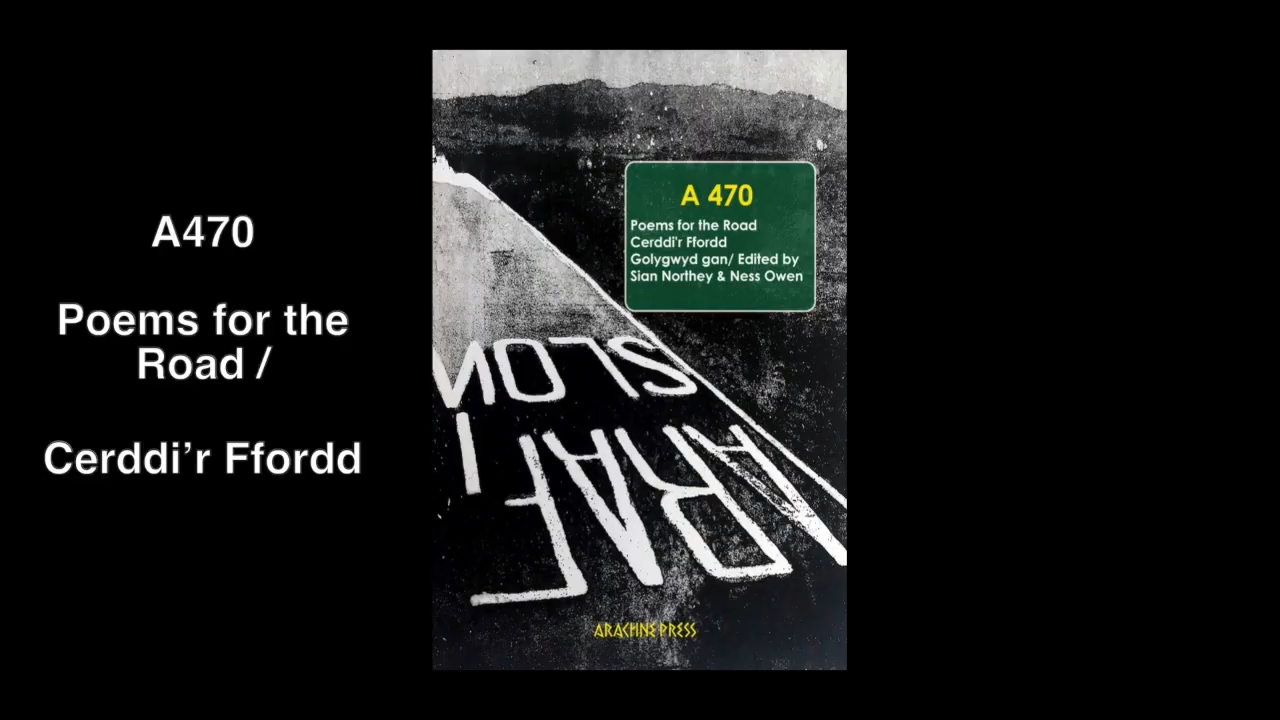 A470
Poems for the
Road /
Cerddi’r Ffordd
A 470
Poems for the Road
Cerddi'r Ffordd
Golygwyd gan/ Edited by
Sian Northey & Ness Owen
SLOW
ARAF
ARACHNE PRESS